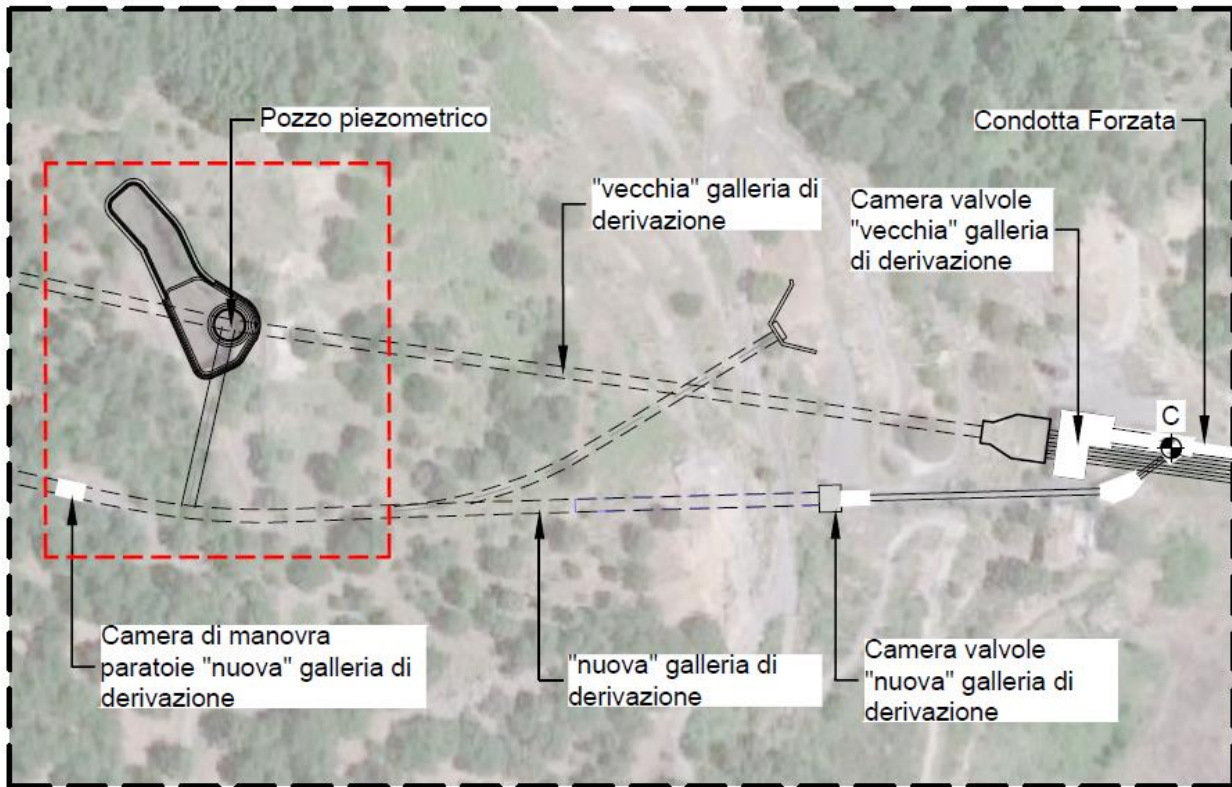 Pozzo piezometrico
Condotta Forzata
"vecchia" galleria di
derivazione
Camera valvole
"vecchia" galleria
di derivazione
C
Camera di manovra
paratoie "nuova" galleria di
derivazione
"nuova" galleria di
derivazione
Camera valvole
"nuova" galleria di
derivazione